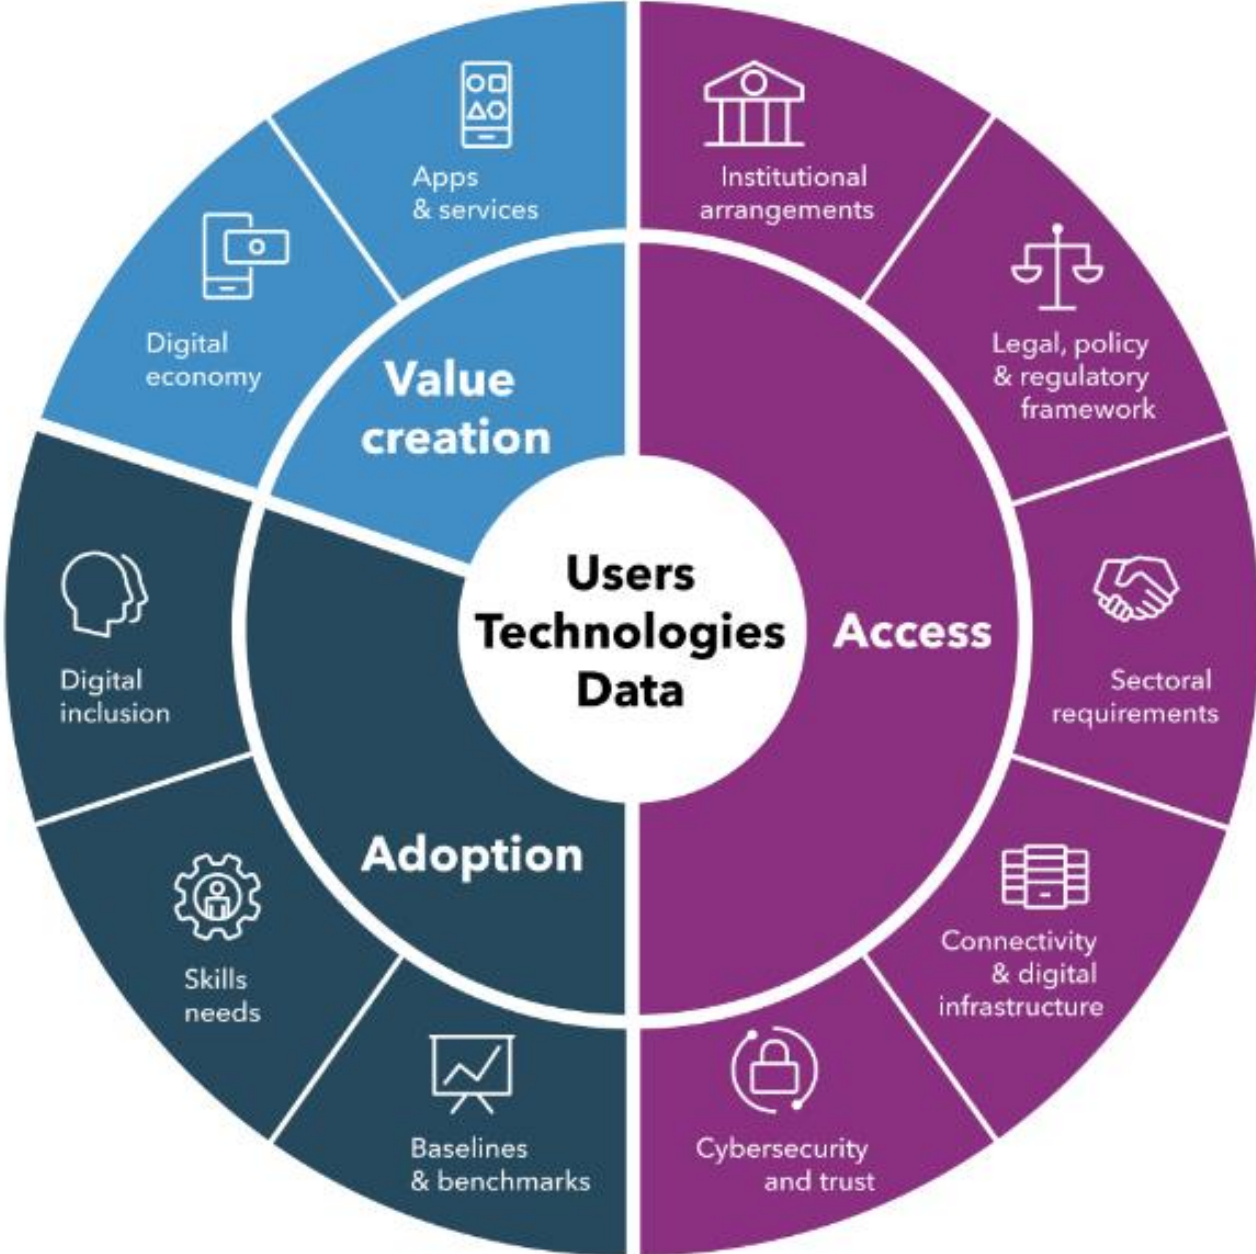 Apps
& services
Institutional
arrangements
Digital
economy
Legal, policy
& regulatory
framework
Value
creation
Users
Technologies
Data
Access
Digital
inclusion
Sectoral
requirements
Adoption
Skills
needs
Connectivity
& digital
infrastructure
Baselines
& benchmarks
Cybersecurity
and trust